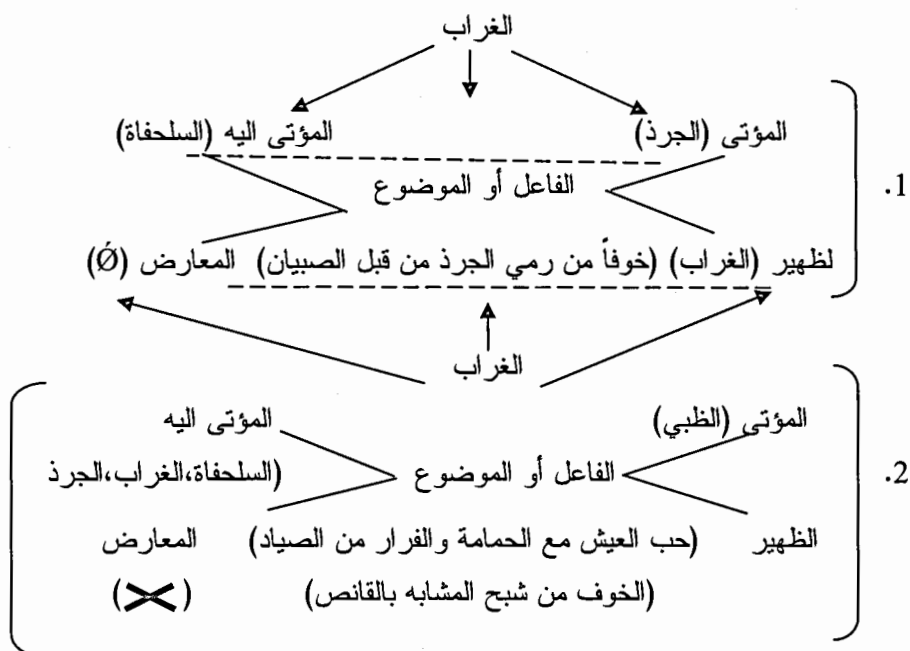 الغراب
المؤتى (الجرذ) المؤتى اليه (السلحفاة)
.1
الفاعل أو الموضوع
لظهير (الغراب) (خوفاً من رمي الجرذ من قبل الصبيان) المعارض (Ǿ)
الغراب
المؤتى (الظبي) المؤتى اليه
.2
الفاعل أو الموضوع (السلحفاة،الغراب،الجرذ
الظهير (حب العيش مع الحمامة والفرار من الصياد) المعارض
(الخوف من شبح المشابه بالقانص) (X)